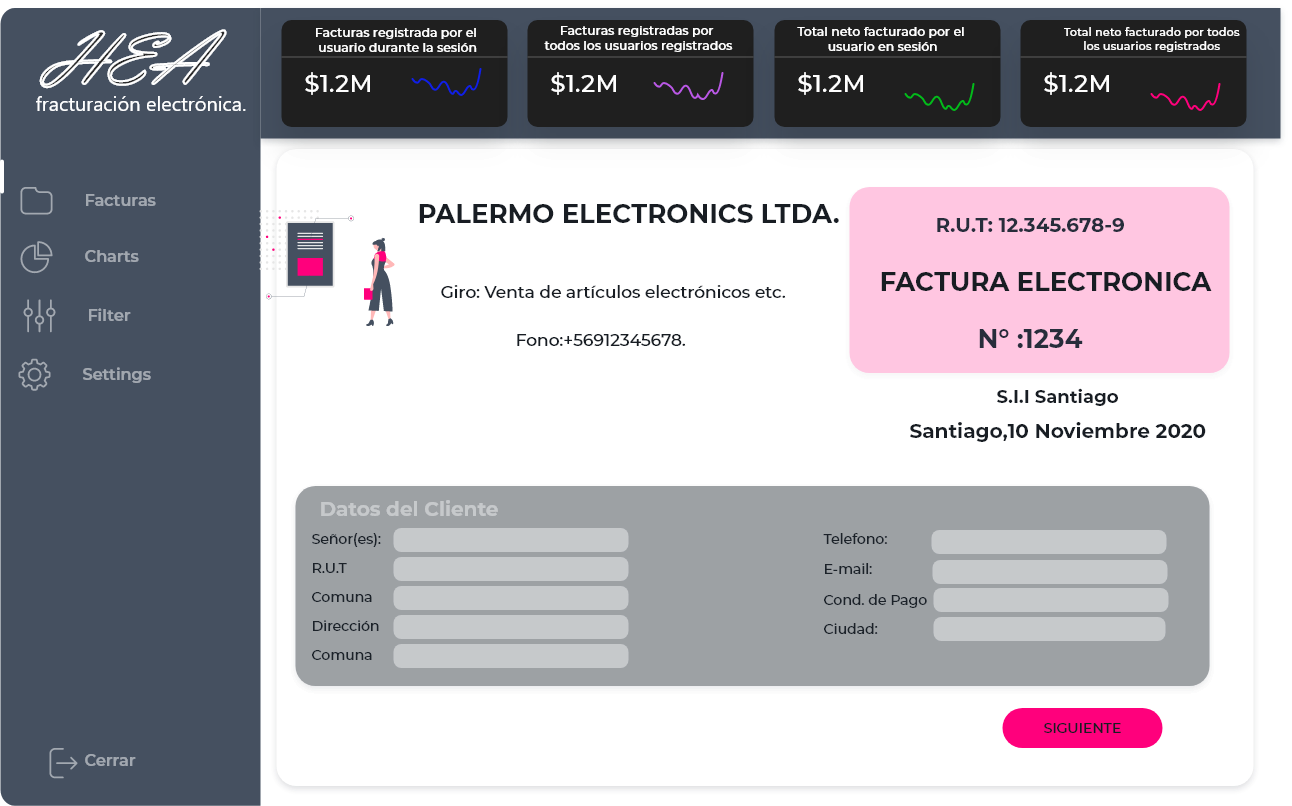 HEA
fracturación electrónica.
Facturas
Charts
Filter
Settings
Cerrar
Facturas registrada por el
usuario durante la sesión
$1.2M
Facturas registradas por
todos los usuarios registrados
$1.2M
Total neto facturado por el
usuario en sesión
$1.2M
Total neto facturado por todos
los usuarios registrados
$1.2M
PALERMO ELECTRONICS LTDA.
Giro: Venta de artículos electrónicos etc.
Fono:+56912345678.
R.U.T: 12.345.678-9
FACTURA ELECTRONICA
N° :1234
S.I.I Santiago
Santiago,10 Noviembre 2020
Datos del Cliente
Señor(es):
R.U.T
Comuna
Dirección
Comuna
Telefono:
E-mail:
Cond. de Pago
Ciudad:
SIGUIENTE